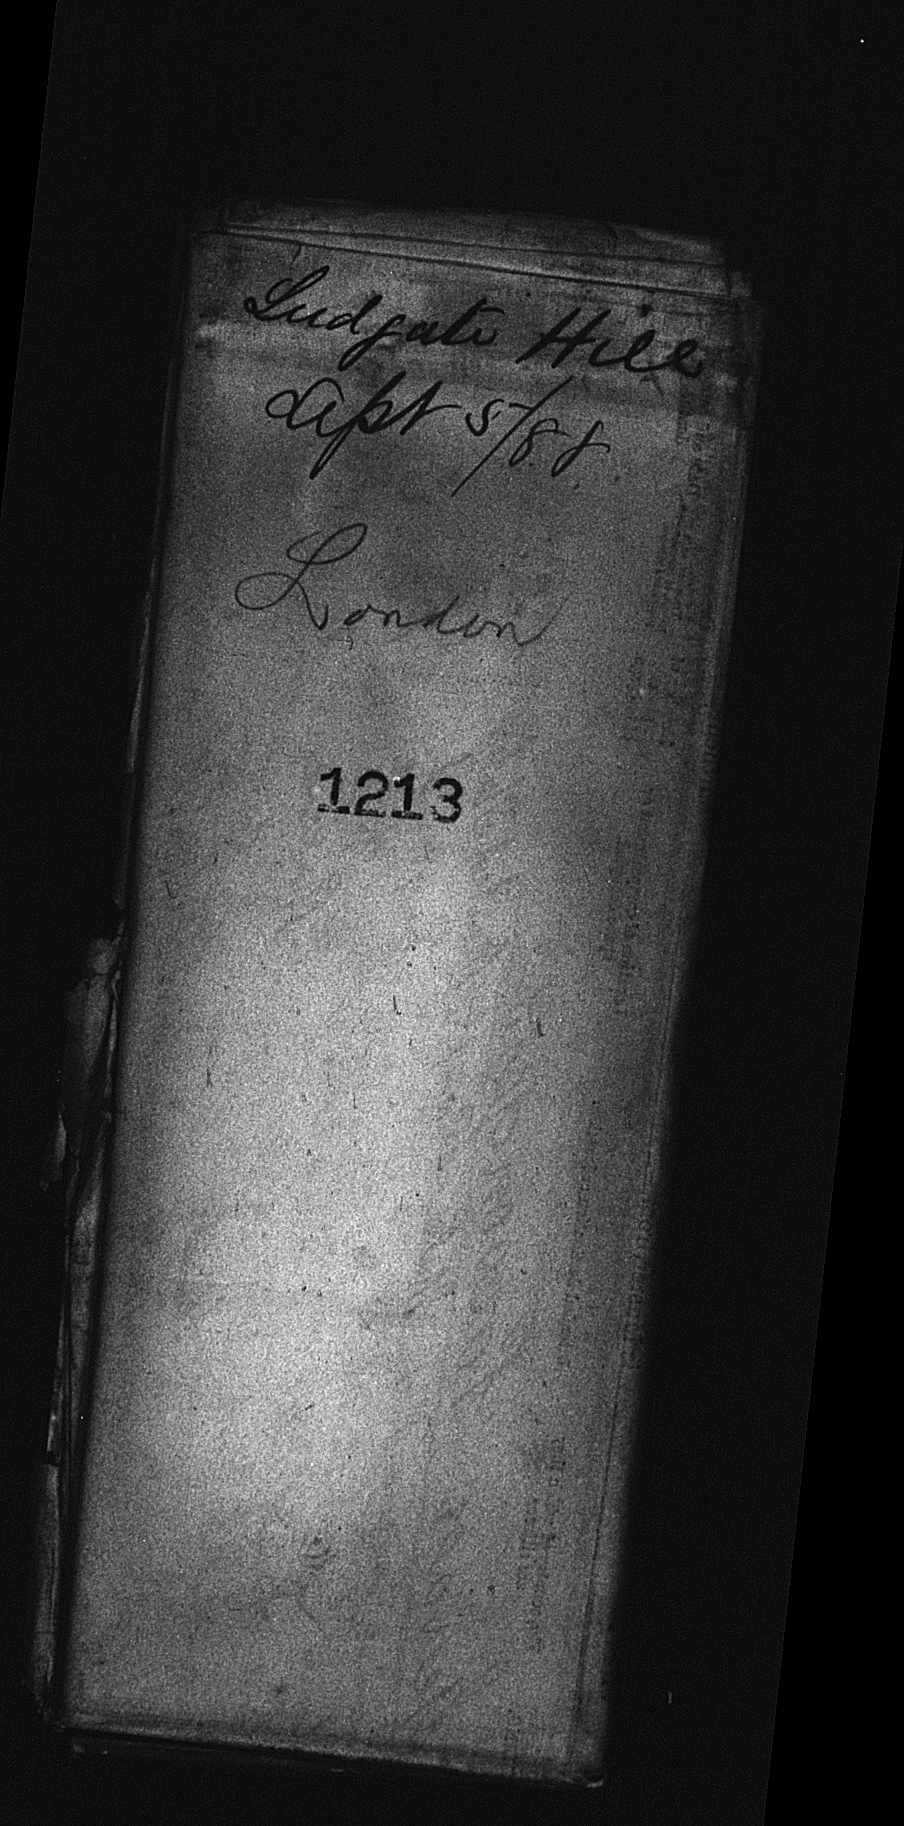 Ludgate Hill
Sept 5/88
London
1213